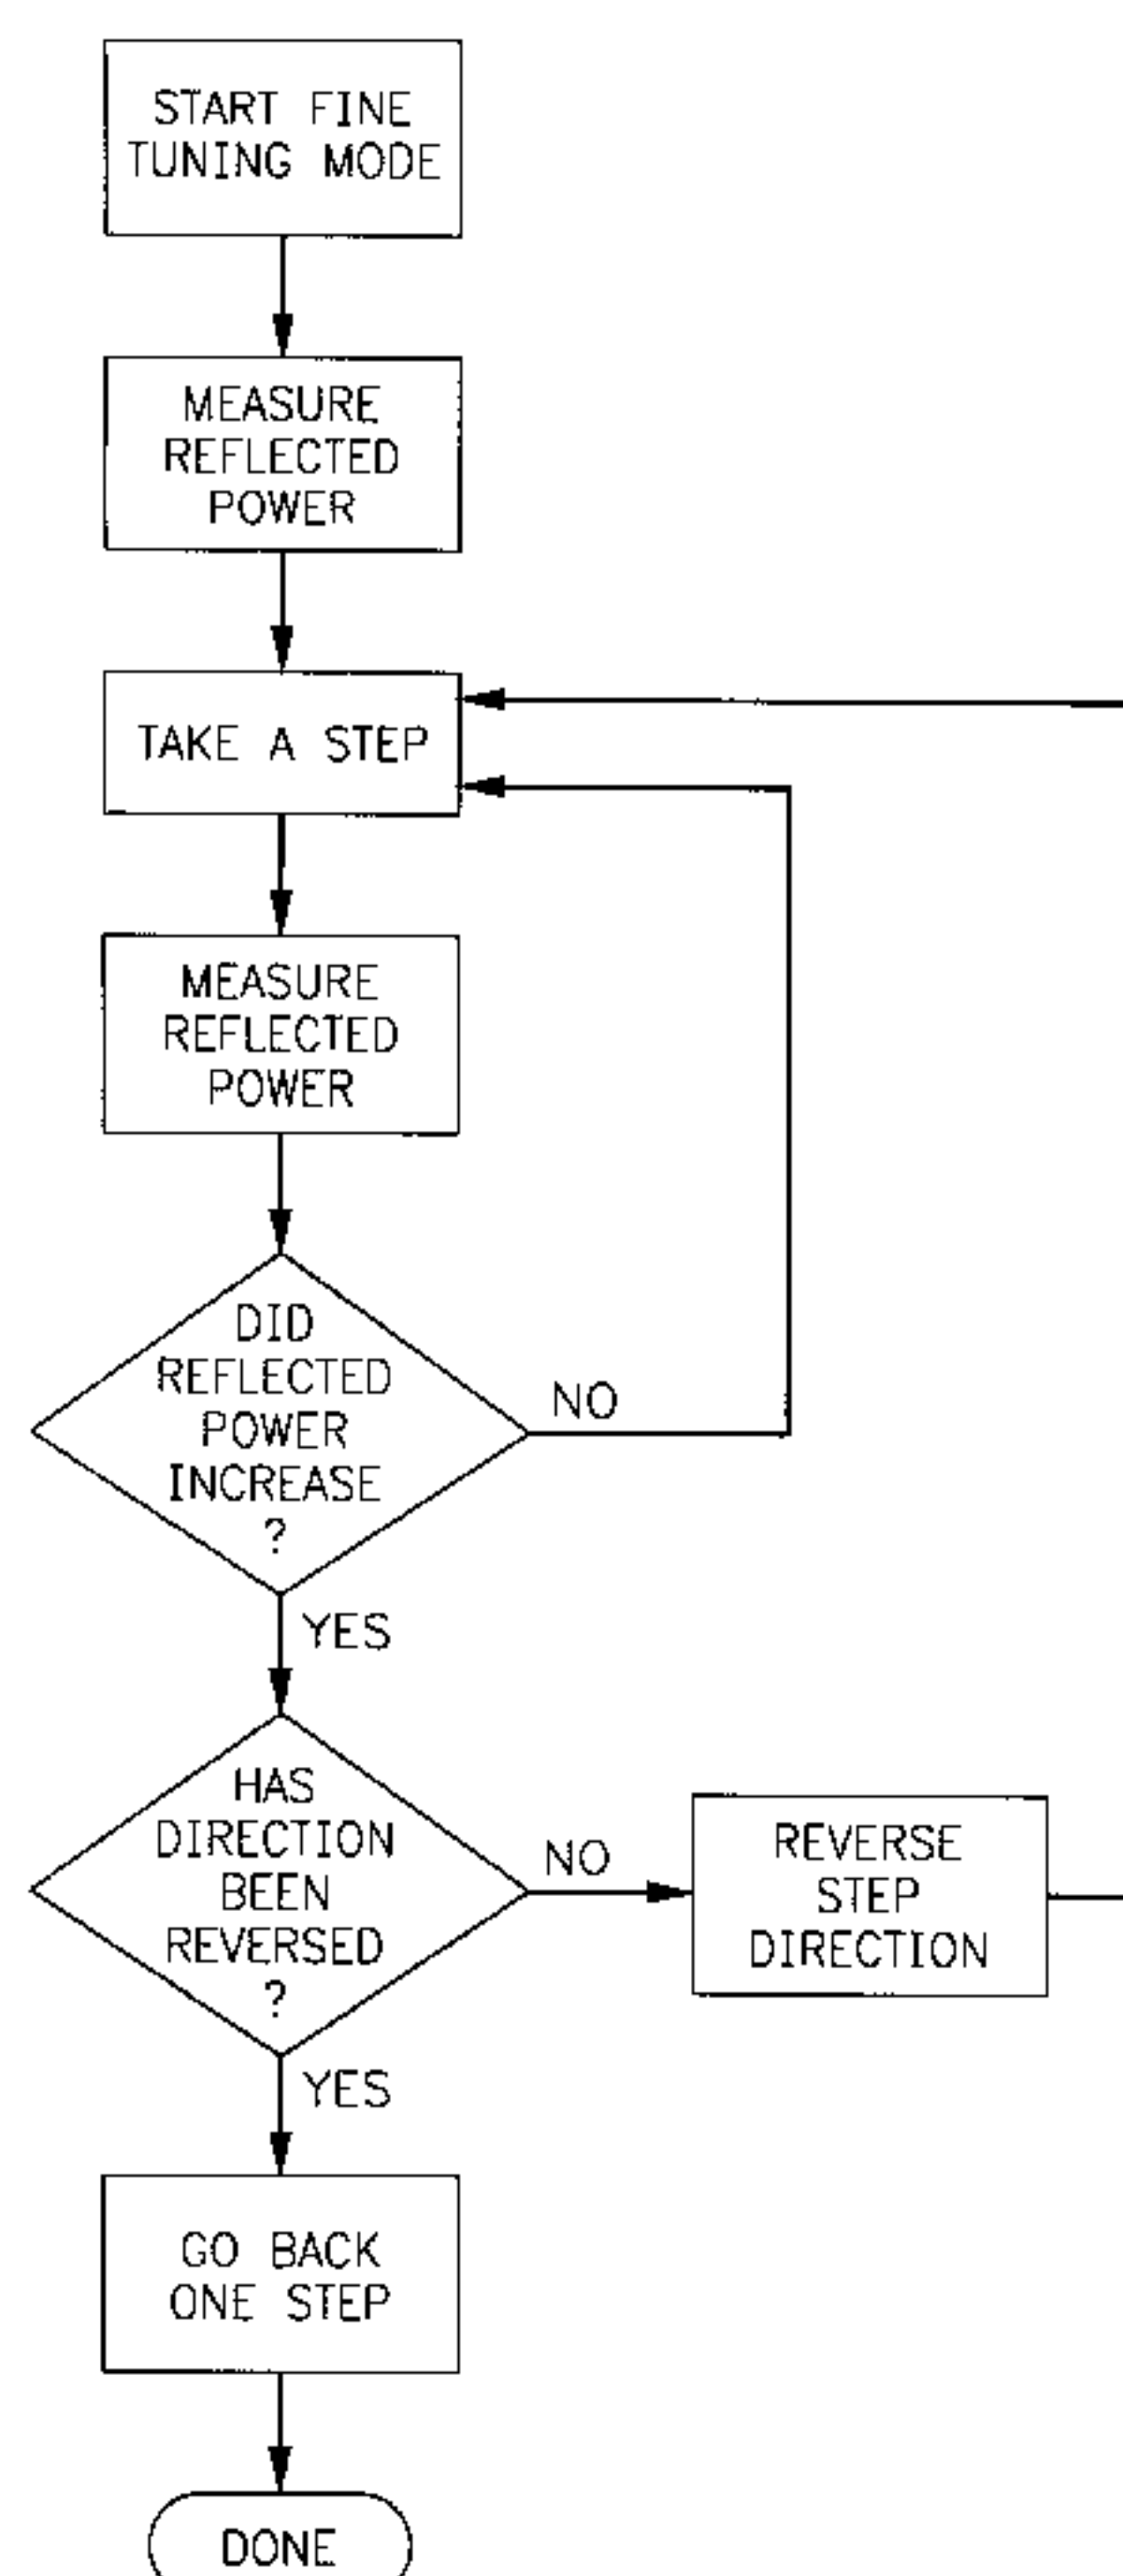 START FINE
TUNING MODE
MEASURE
REFLECTED
POWER
TAKE A STEP
MEASURE
REFLECTED
POWER
DID
REFLECTED
POWER
INCREASE
?
NO
YES
HAS
DIRECTION
BEEN
REVERSED
?
NO
REVERSE
STEP
DIRECTION
YES
GO BACK
ONE STEP
DONE